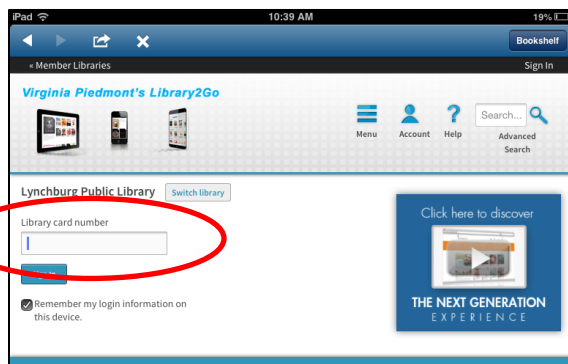 iPad 10:39 AM 19%
Bookshelf
« Member Libraries Sign In
Virginia Piedmont's Library2Go
Search...
Menu Account Help Advanced
Search
Lynchburg Public Library Switch library
Library card number
Remember my login information on
this device.
Click here to discover
THE NEXT GENERATION
EXPERIENCE